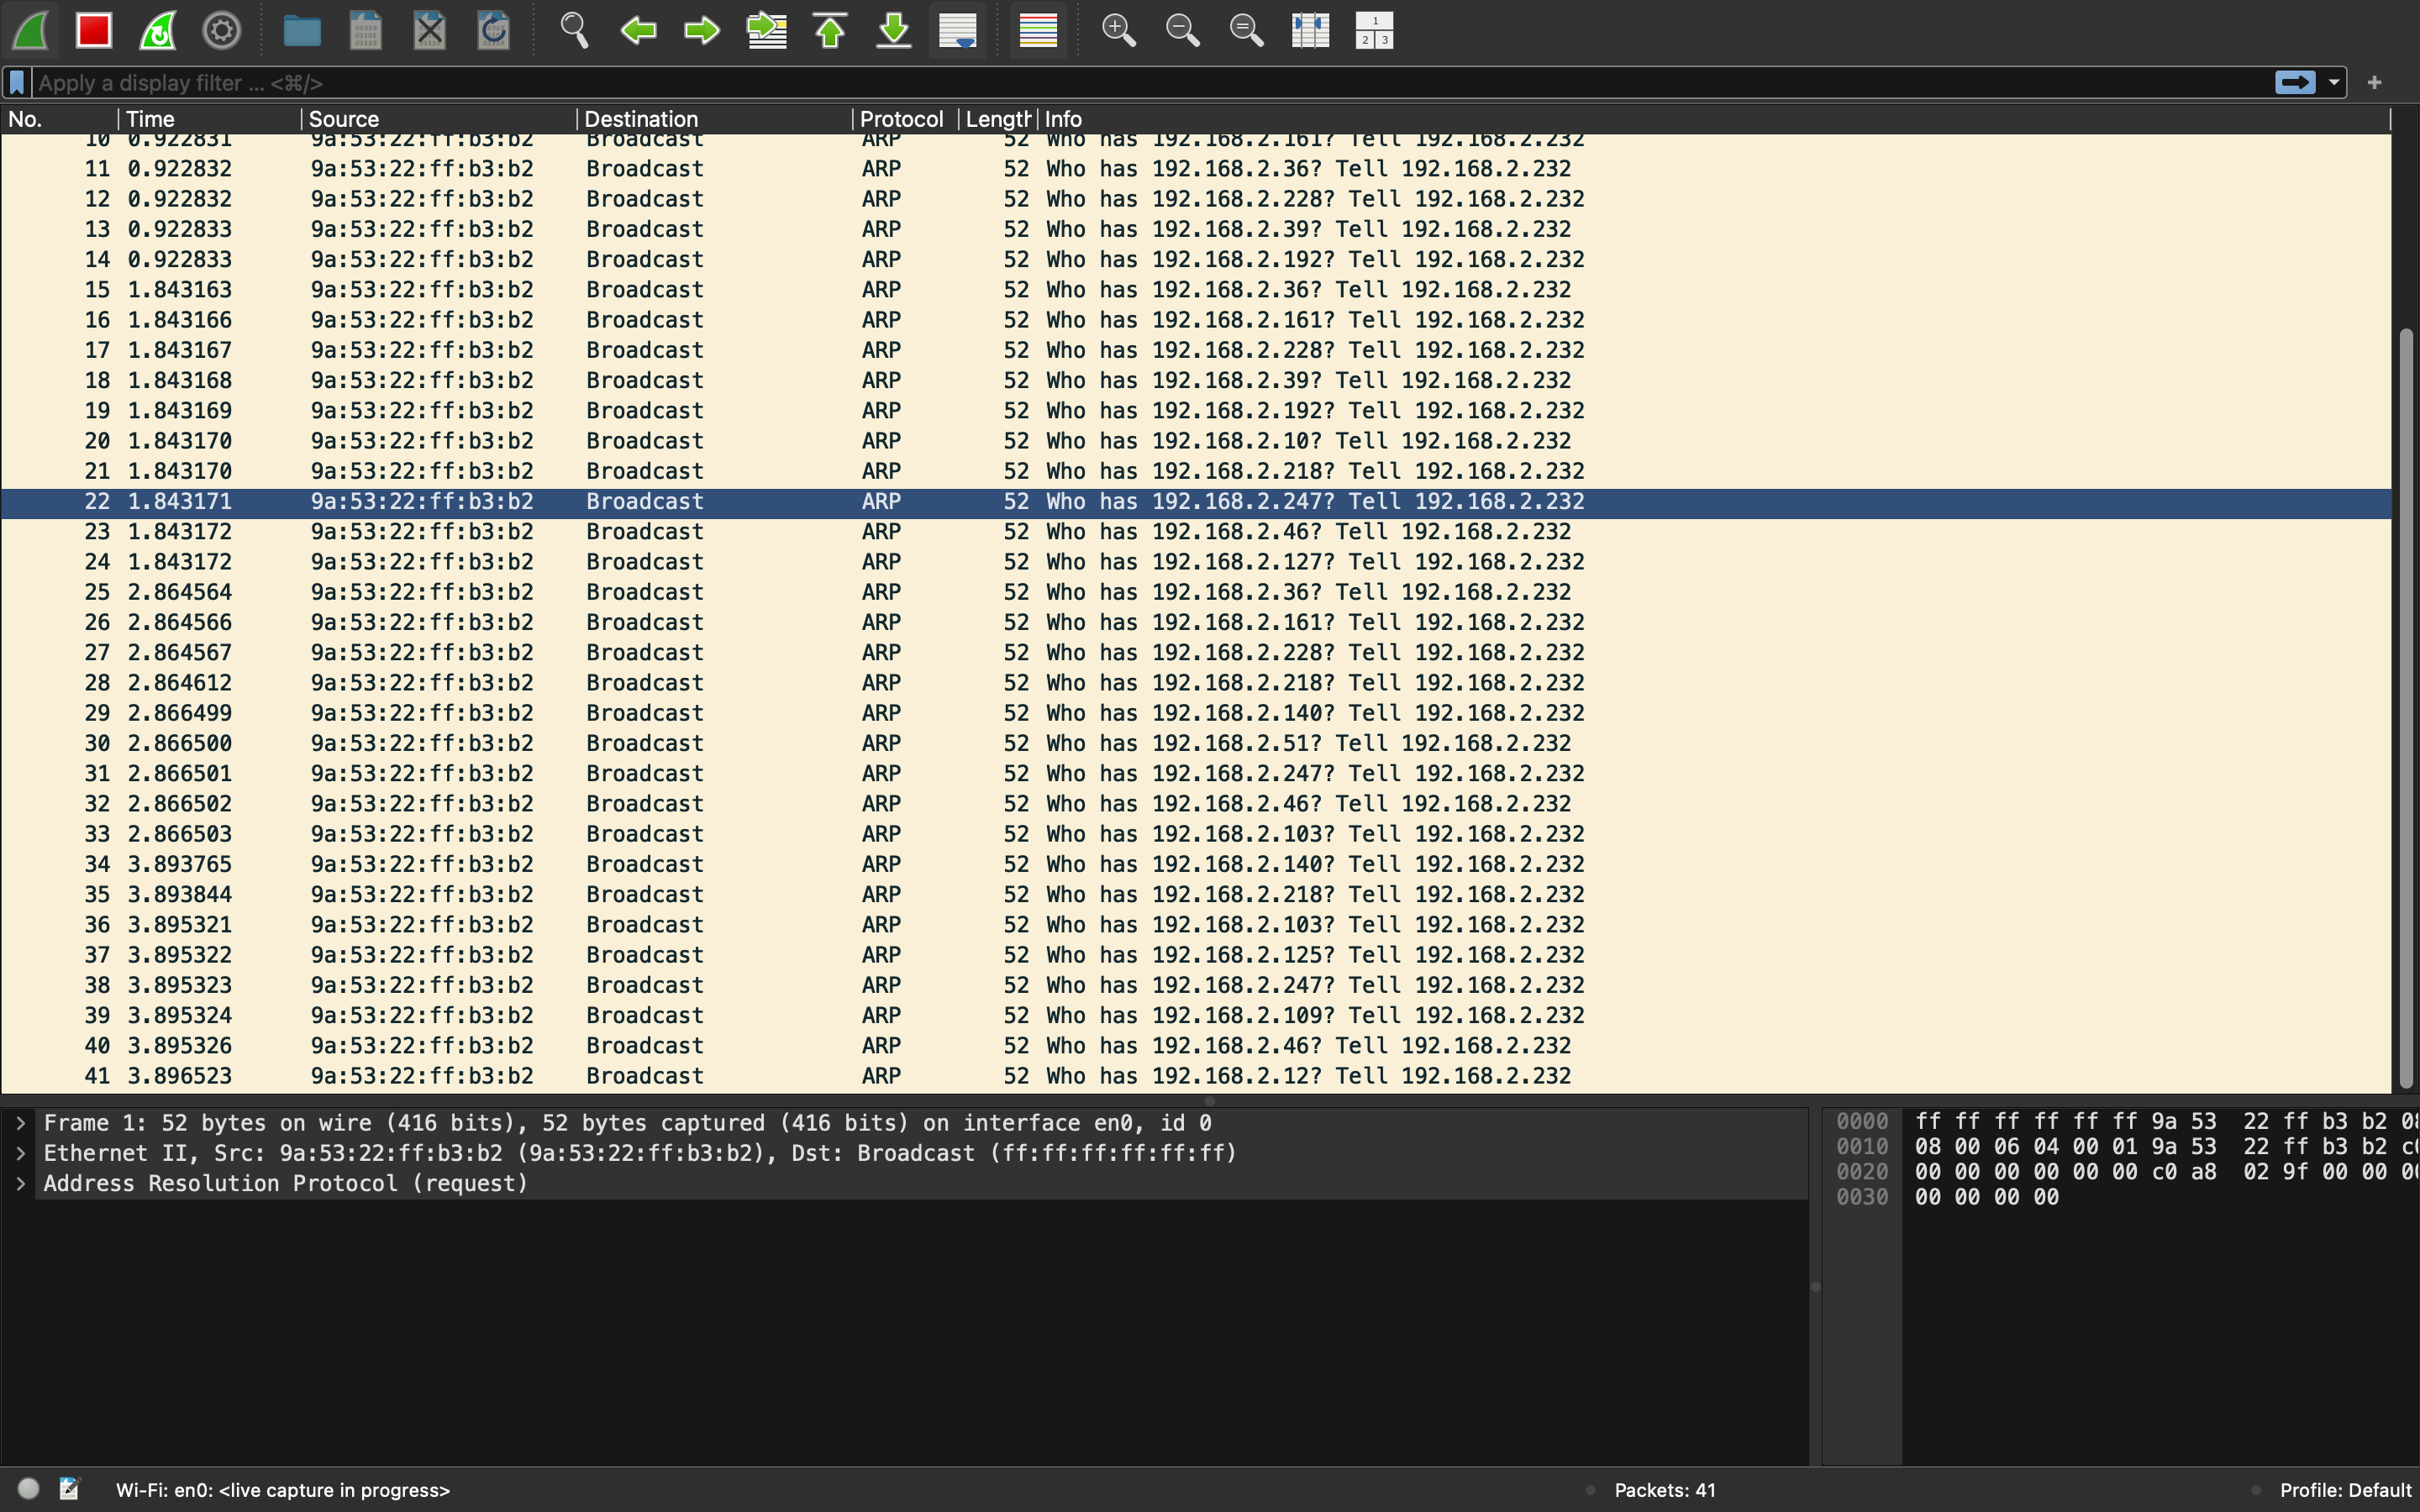 Apply a display filter ... <⌘/>
No. Time Source Destination Protocol Length Info
10 0.922831 9a:53:22:ff:b3:b2 Broadcast ARP 52 Who has 192.168.2.161? Tell 192.168.2.232
11 0.922832 9a:53:22:ff:b3:b2 Broadcast ARP 52 Who has 192.168.2.36? Tell 192.168.2.232
12 0.922832 9a:53:22:ff:b3:b2 Broadcast ARP 52 Who has 192.168.2.228? Tell 192.168.2.232
13 0.922833 9a:53:22:ff:b3:b2 Broadcast ARP 52 Who has 192.168.2.39? Tell 192.168.2.232
14 0.922833 9a:53:22:ff:b3:b2 Broadcast ARP 52 Who has 192.168.2.192? Tell 192.168.2.232
15 1.843163 9a:53:22:ff:b3:b2 Broadcast ARP 52 Who has 192.168.2.36? Tell 192.168.2.232
16 1.843166 9a:53:22:ff:b3:b2 Broadcast ARP 52 Who has 192.168.2.161? Tell 192.168.2.232
17 1.843167 9a:53:22:ff:b3:b2 Broadcast ARP 52 Who has 192.168.2.228? Tell 192.168.2.232
18 1.843168 9a:53:22:ff:b3:b2 Broadcast ARP 52 Who has 192.168.2.39? Tell 192.168.2.232
19 1.843169 9a:53:22:ff:b3:b2 Broadcast ARP 52 Who has 192.168.2.192? Tell 192.168.2.232
20 1.843170 9a:53:22:ff:b3:b2 Broadcast ARP 52 Who has 192.168.2.10? Tell 192.168.2.232
21 1.843170 9a:53:22:ff:b3:b2 Broadcast ARP 52 Who has 192.168.2.218? Tell 192.168.2.232
22 1.843171 9a:53:22:ff:b3:b2 Broadcast ARP 52 Who has 192.168.2.247? Tell 192.168.2.232
23 1.843172 9a:53:22:ff:b3:b2 Broadcast ARP 52 Who has 192.168.2.46? Tell 192.168.2.232
24 1.843172 9a:53:22:ff:b3:b2 Broadcast ARP 52 Who has 192.168.2.127? Tell 192.168.2.232
25 2.864564 9a:53:22:ff:b3:b2 Broadcast ARP 52 Who has 192.168.2.36? Tell 192.168.2.232
26 2.864566 9a:53:22:ff:b3:b2 Broadcast ARP 52 Who has 192.168.2.161? Tell 192.168.2.232
27 2.864567 9a:53:22:ff:b3:b2 Broadcast ARP 52 Who has 192.168.2.228? Tell 192.168.2.232
28 2.864612 9a:53:22:ff:b3:b2 Broadcast ARP 52 Who has 192.168.2.218? Tell 192.168.2.232
29 2.866499 9a:53:22:ff:b3:b2 Broadcast ARP 52 Who has 192.168.2.140? Tell 192.168.2.232
30 2.866500 9a:53:22:ff:b3:b2 Broadcast ARP 52 Who has 192.168.2.51? Tell 192.168.2.232
31 2.866501 9a:53:22:ff:b3:b2 Broadcast ARP 52 Who has 192.168.2.247? Tell 192.168.2.232
32 2.866502 9a:53:22:ff:b3:b2 Broadcast ARP 52 Who has 192.168.2.46? Tell 192.168.2.232
33 2.866503 9a:53:22:ff:b3:b2 Broadcast ARP 52 Who has 192.168.2.103? Tell 192.168.2.232
34 3.893765 9a:53:22:ff:b3:b2 Broadcast ARP 52 Who has 192.168.2.140? Tell 192.168.2.232
35 3.893844 9a:53:22:ff:b3:b2 Broadcast ARP 52 Who has 192.168.2.218? Tell 192.168.2.232
36 3.895321 9a:53:22:ff:b3:b2 Broadcast ARP 52 Who has 192.168.2.103? Tell 192.168.2.232
37 3.895322 9a:53:22:ff:b3:b2 Broadcast ARP 52 Who has 192.168.2.125? Tell 192.168.2.232
38 3.895323 9a:53:22:ff:b3:b2 Broadcast ARP 52 Who has 192.168.2.247? Tell 192.168.2.232
39 3.895324 9a:53:22:ff:b3:b2 Broadcast ARP 52 Who has 192.168.2.109? Tell 192.168.2.232
40 3.895326 9a:53:22:ff:b3:b2 Broadcast ARP 52 Who has 192.168.2.46? Tell 192.168.2.232
41 3.896523 9a:53:22:ff:b3:b2 Broadcast ARP 52 Who has 192.168.2.12? Tell 192.168.2.232
Frame 1: 52 bytes on wire (416 bits), 52 bytes captured (416 bits) on interface en0, id 0
Ethernet II, Src: 9a:53:22:ff:b3:b2 (9a:53:22:ff:b3:b2), Dst: Broadcast (ff:ff:ff:ff:ff:ff)
Address Resolution Protocol (request)
0000 ff ff ff ff ff ff 9a 53 22 ff b3 b2
0010 08 00 06 04 00 01 9a 53 22 ff b3 b2
0020 00 00 00 00 00 00 c0 a8 02 9f 00 00
0030 00 00 00 00
Wi-Fi: en0: <live capture in progress>
Packets: 41
Profile: Default